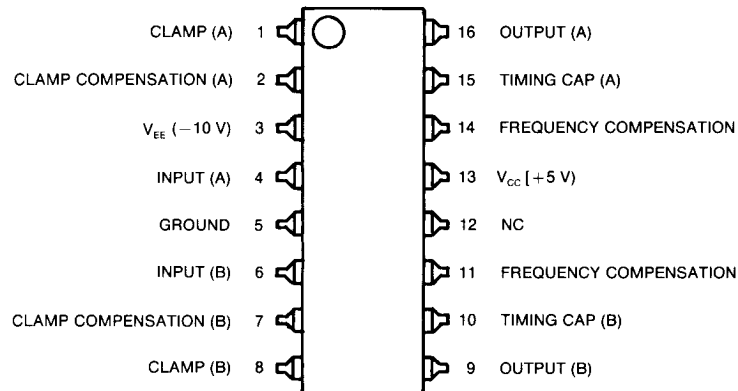 CLAMP (A) 1 16 OUTPUT (A)
CLAMP COMPENSATION (A) 2 15 TIMING CAP (A)
VEE (−10 V) 3 14 FREQUENCY COMPENSATION
INPUT (A) 4 13 VCC [+5 V)
GROUND 5 12 NC
INPUT (B) 6 11 FREQUENCY COMPENSATION
CLAMP COMPENSATION (B) 7 10 TIMING CAP (B)
CLAMP (B) 8 9 OUTPUT (B)